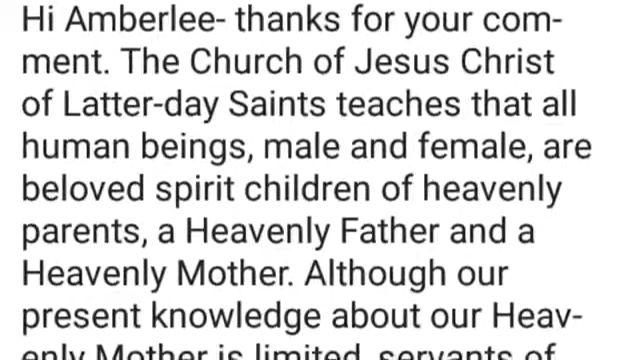 Hi Amberlee- thanks for your com-
ment. The Church of Jesus Christ
of Latter-day Saints teaches that all
human beings, male and female, are
beloved spirit children of heavenly
parents, a Heavenly Father and a
Heavenly Mother. Although our
present knowledge about our Heav-
enly Mother is limited, servants of